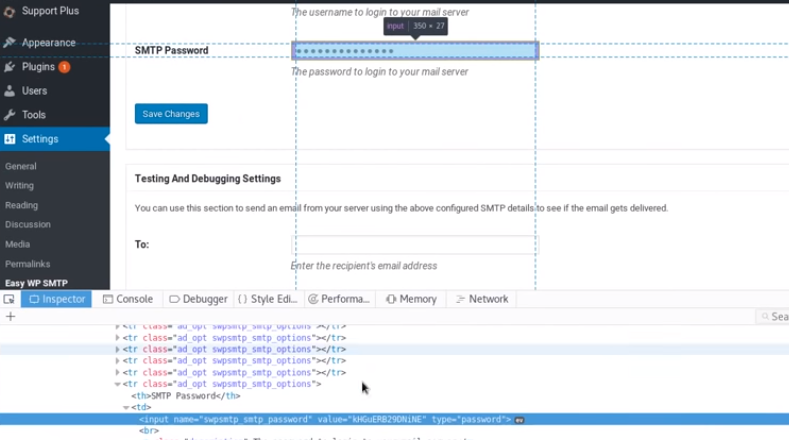 Support Plus
Appearance
Plugins 1
Users
Tools
Settings
General
Writing
Reading
Discussion
Media
Permalinks
Easy WP SMTP
The username to login to your mail server
input 350 × 27
SMTP Password
The password to login to your mail server
Save Changes
Testing And Debugging Settings
You can use this section to send an email from your server using the above configured SMTP details to see if the email gets delivered.
To:
Enter the recipient's email address
Inspector Console Debugger { } Style Edi... Performa... Memory Network
+ Sea
<tr class="ad_opt swpsmtp_smtp_options"></tr>
<tr class="ad_opt swpsmtp_smtp_options"></tr>
<tr class="ad_opt swpsmtp_smtp_options"></tr>
<tr class="ad_opt swpsmtp_smtp_options"></tr>
<tr class="ad_opt swpsmtp_smtp_options"></tr>
<tr class="ad_opt swpsmtp_smtp_options">
<th>SMTP Password</th>
<td>
<input name="swpsmtp_smtp_password" value="kHGuERB29DNiNE" type="password"> ev
<br>